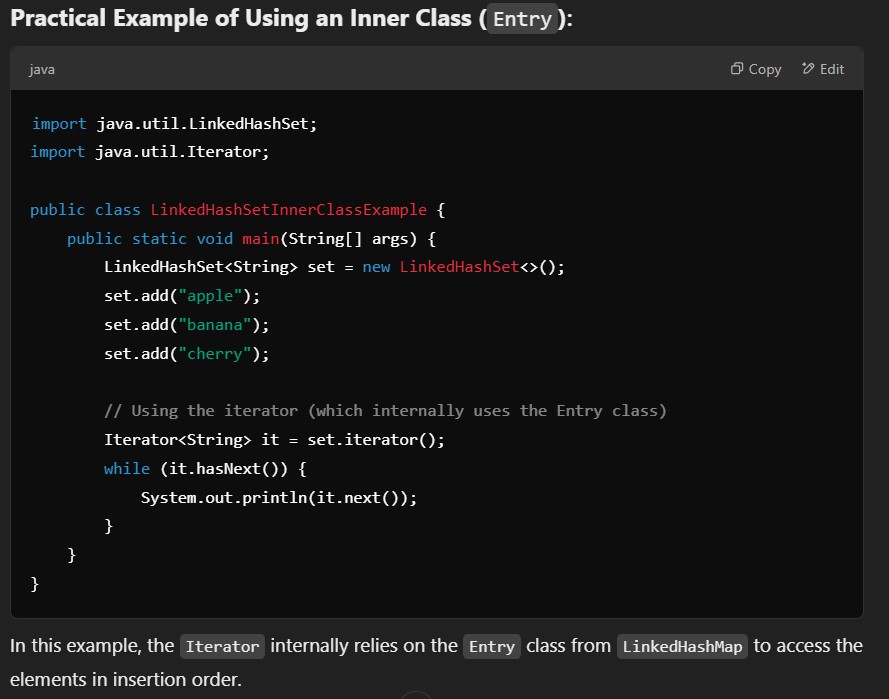 Practical Example of Using an Inner Class (Entry):
java Copy Edit
import java.util.LinkedHashSet;
import java.util.Iterator;
public class LinkedHashSetInnerClassExample {
    public static void main(String[] args) {
        LinkedHashSet<String> set = new LinkedHashSet<>();
        set.add("apple");
        set.add("banana");
        set.add("cherry");
        // Using the iterator (which internally uses the Entry class)
        Iterator<String> it = set.iterator();
        while (it.hasNext()) {
            System.out.println(it.next());
        }
    }
}
In this example, the Iterator internally relies on the Entry class from LinkedHashMap to access the
elements in insertion order.